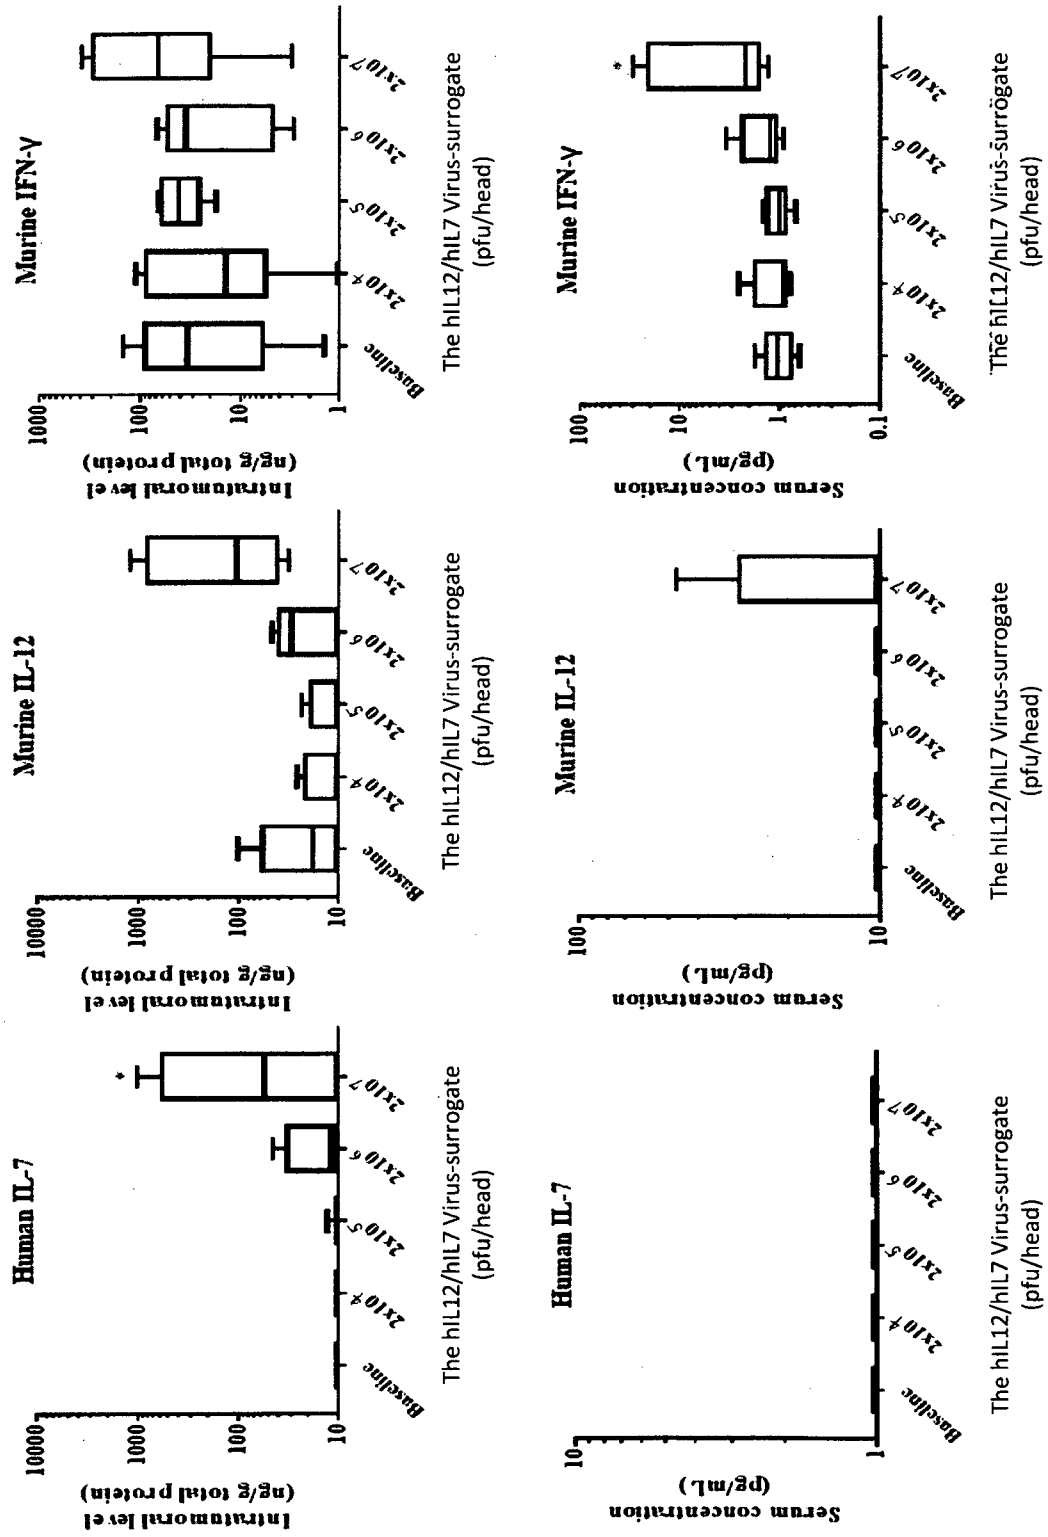 Human IL-7
Intratumoral level
(ng/g total protein)
10000
1000
100
10
Baseline
2x10⁴
2x10⁵
2x10⁶
2x10⁷
*
The hIL12/hIL7 Virus-surrogate
(pfu/head)
Murine IL-12
Intratumoral level
(ng/g total protein)
10000
1000
100
10
Baseline
2x10⁴
2x10⁵
2x10⁶
2x10⁷
The hIL12/hIL7 Virus-surrogate
(pfu/head)
Murine IFN-γ
Intratumoral level
(ng/g total protein)
1000
100
10
1
Baseline
2x10⁴
2x10⁵
2x10⁶
2x10⁷
The hIL12/hIL7 Virus-surrogate
(pfu/head)
Human IL-7
Serum concentration
(pg/mL)
10
1
Baseline
2x10⁴
2x10⁵
2x10⁶
2x10⁷
The hIL12/hIL7 Virus-surrogate
(pfu/head)
Murine IL-12
Serum concentration
(pg/mL)
100
10
Baseline
2x10⁴
2x10⁵
2x10�6
2x10⁷
The hIL12/hIL7 Virus-surrogate
(pfu/head)
Murine IFN-γ
Serum concentration
(pg/mL)
100
10
1
0.1
Baseline
2x10⁴
2x10⁵
2x10⁶
2x10⁷
*
The hIL12/hIL7 Virus-surrogate
(pfu/head)